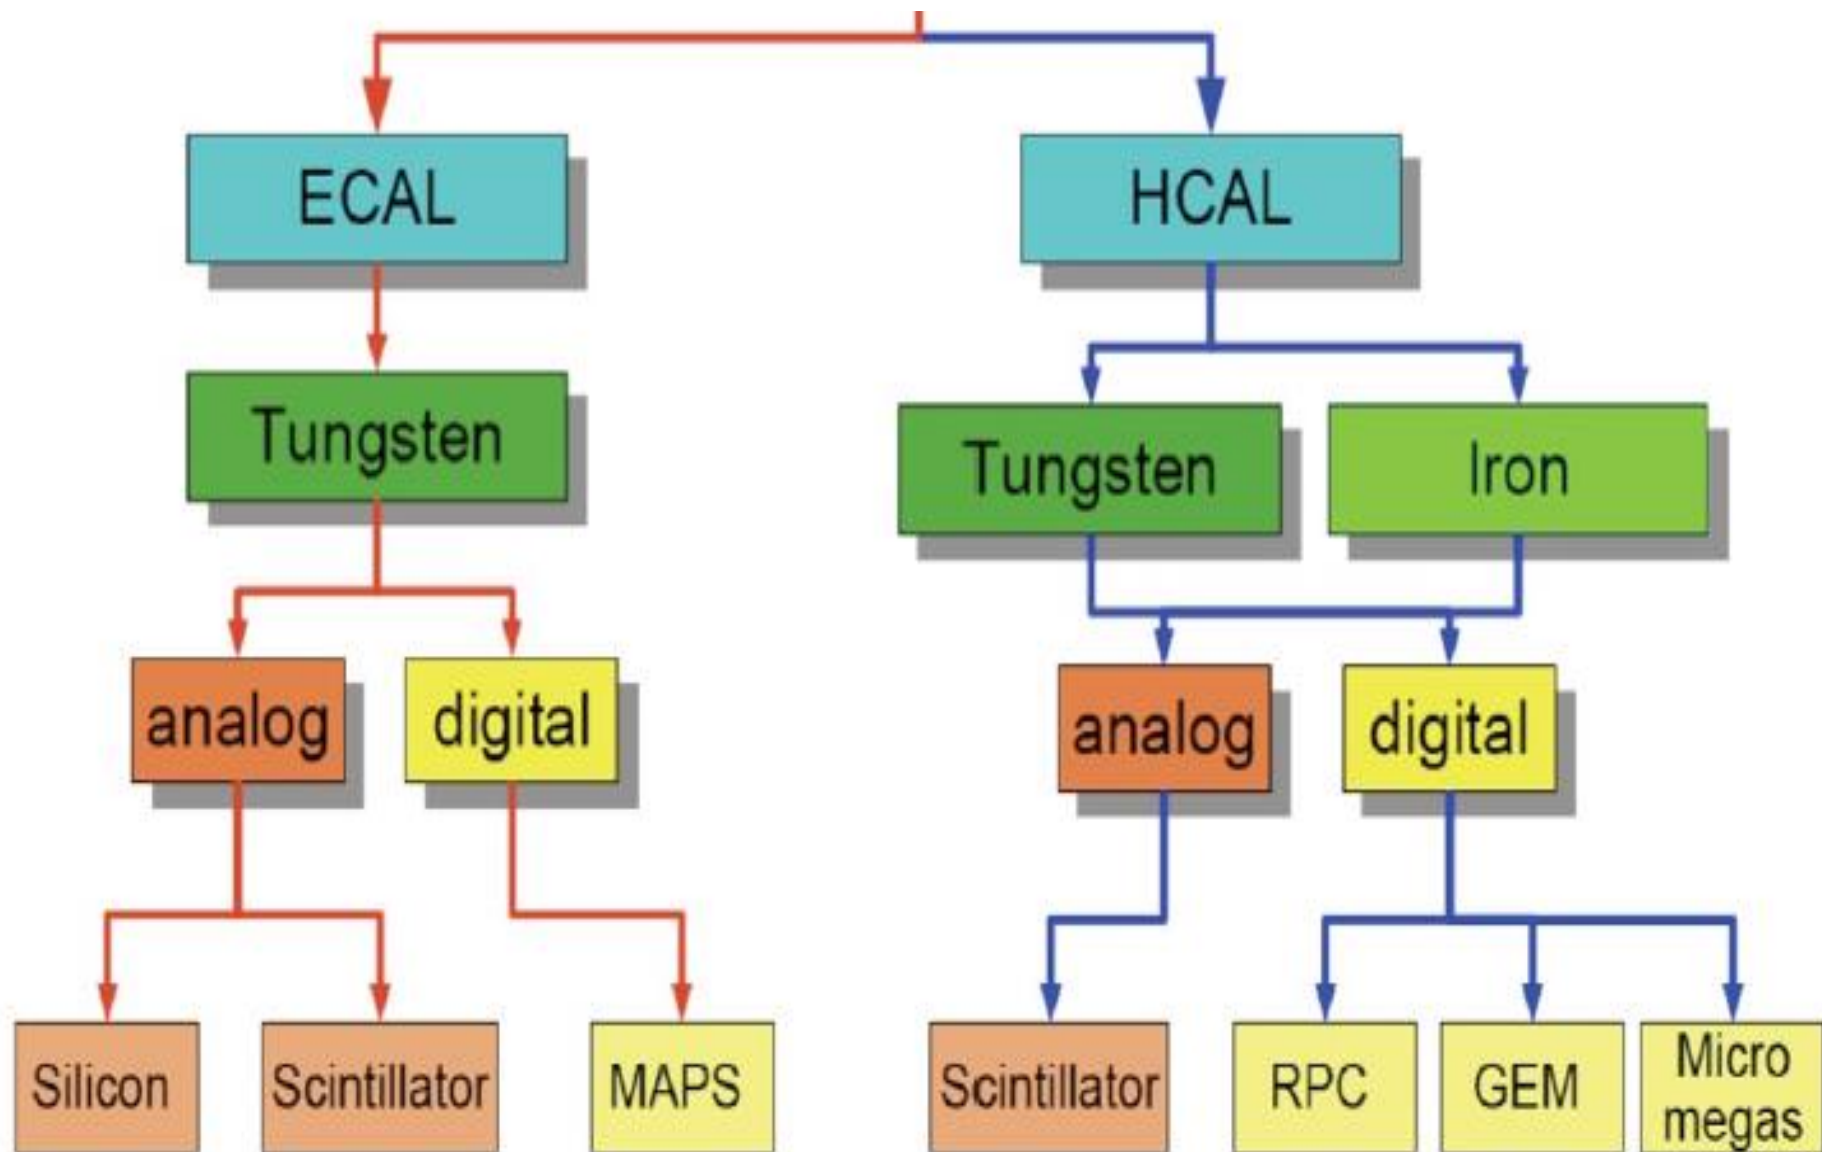 ECAL
HCAL
Tungsten
Tungsten
Iron
analog
digital
analog
digital
Silicon
Scintillator
MAPS
Scintillator
RPC
GEM
Micro
megas